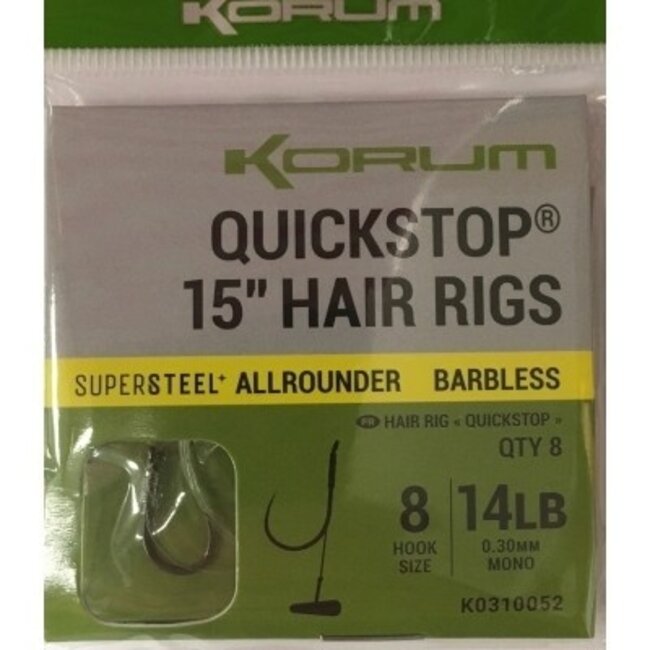 KORUM
KORUM
QUICKSTOP®
15" HAIR RIGS
SUPERSTEEL+ ALLROUNDER BARBLESS
FR HAIR RIG « QUICKSTOP »
QTY 8
8 14LB
HOOK 0.30MM
SIZE MONO
K0310052